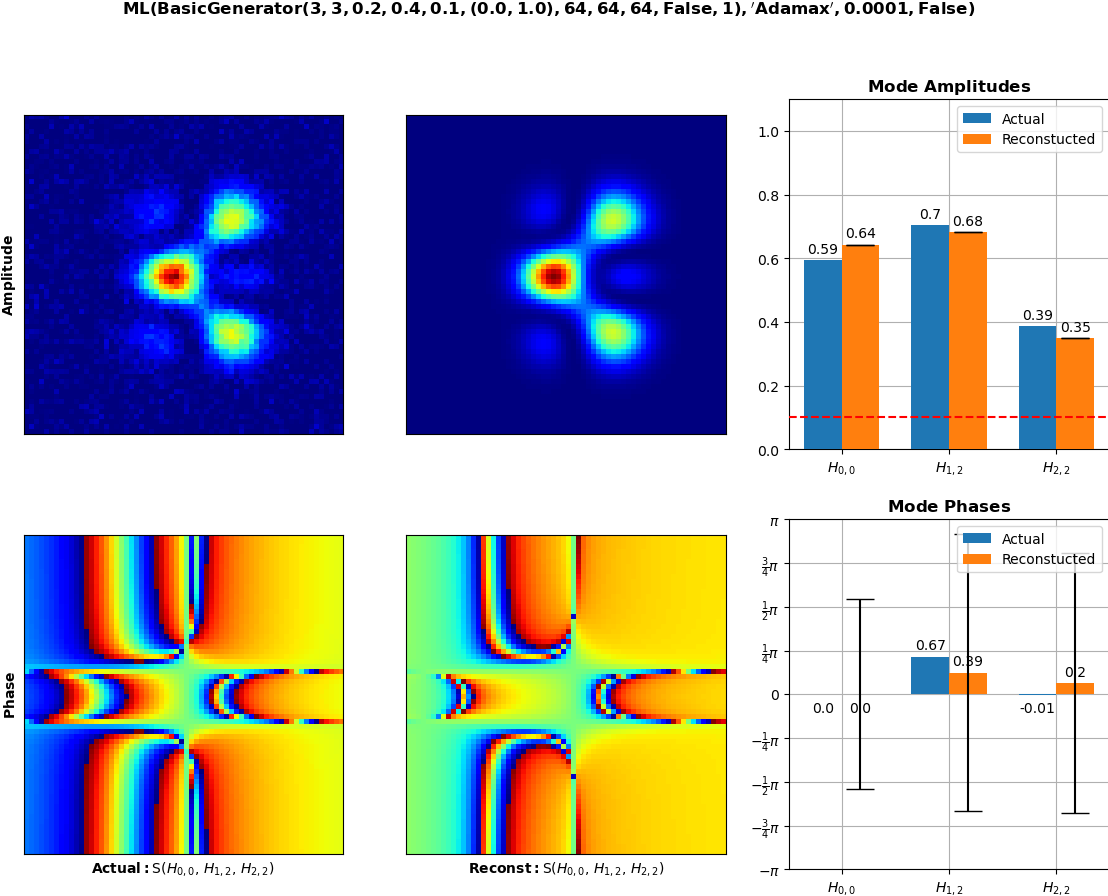 ML(BasicGenerator(3, 3, 0.2, 0.4, 0.1, (0.0, 1.0), 64, 64, 64, False, 1), ′Adamax′, 0.0001, False)
Amplitude
Mode Amplitudes
Actual
Reconstucted
1.0
0.8
0.6
0.4
0.2
0.0
0.59
0.64
0.7
0.68
0.39
0.35
H0,0
H1,2
H2,2
Phase
Actual: S(H0,0, H1,2, H2,2)
Reconst: S(H0,0, H1,2, H2,2)
Mode Phases
Actual
Reconstucted
π
3/4π
1/2π
1/4π
0
−1/4π
−1/2π
−3/4π
−π
0.0
0.0
0.67
0.39
-0.01
0.2
H0,0
H1,2
H2,2